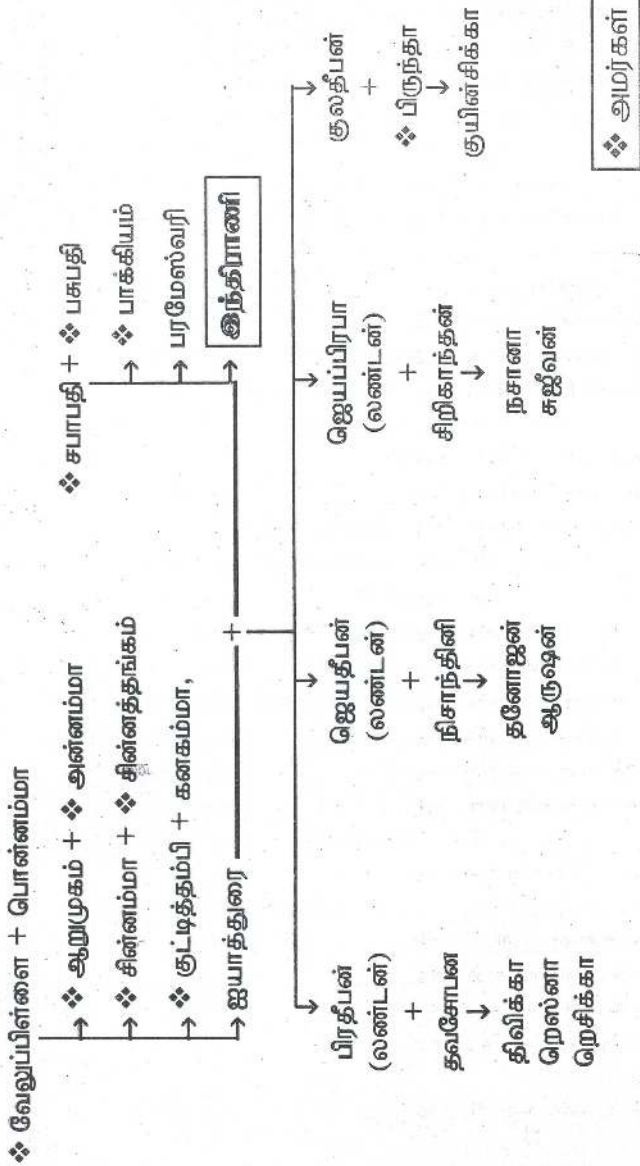 ❖ வேலுப்பிள்ளை + பொன்னம்மா
❖ ஆறுமுகம் + ❖ அன்னம்மா
❖ சின்னம்மா + ❖ சின்னத்தங்கம்
❖ குட்டித்தம்பி + கனகம்மா,
ஐயாத்துரை
❖ சபாபதி + ❖ பசுபதி
❖ பாக்கியம்
பரமேஸ்வரி
இந்திராணி
+
பிரதீபன்
(லண்டன்)
+
தவசோபன
திவிக்கா
றெஸ்னா
றெசிக்கா
ஜெயதீபன்
(லண்டன்)
+
நிசாந்தினி
தனோஜன்
ஆருஷன்
ஜெயப்பிரபா
(லண்டன்)
+
சிறிகாந்தன்
நசானா
சுஜீவன்
குலதீபன்
+
❖ பிருந்தா
குயின்சிக்கா
❖ அமர்கள்